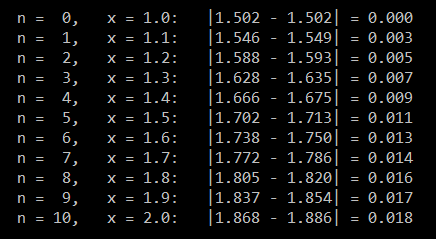 n =  0,   x = 1.0:   |1.502 - 1.502| = 0.000
n =  1,   x = 1.1:   |1.546 - 1.549| = 0.003
n =  2,   x = 1.2:   |1.588 - 1.593| = 0.005
n =  3,   x = 1.3:   |1.628 - 1.635| = 0.007
n =  4,   x = 1.4:   |1.666 - 1.675| = 0.009
n =  5,   x = 1.5:   |1.702 - 1.713| = 0.011
n =  6,   x = 1.6:   |1.738 - 1.750| = 0.013
n =  7,   x = 1.7:   |1.772 - 1.786| = 0.014
n =  8,   x = 1.8:   |1.805 - 1.820| = 0.016
n =  9,   x = 1.9:   |1.837 - 1.854| = 0.017
n = 10,   x = 2.0:   |1.868 - 1.886| = 0.018